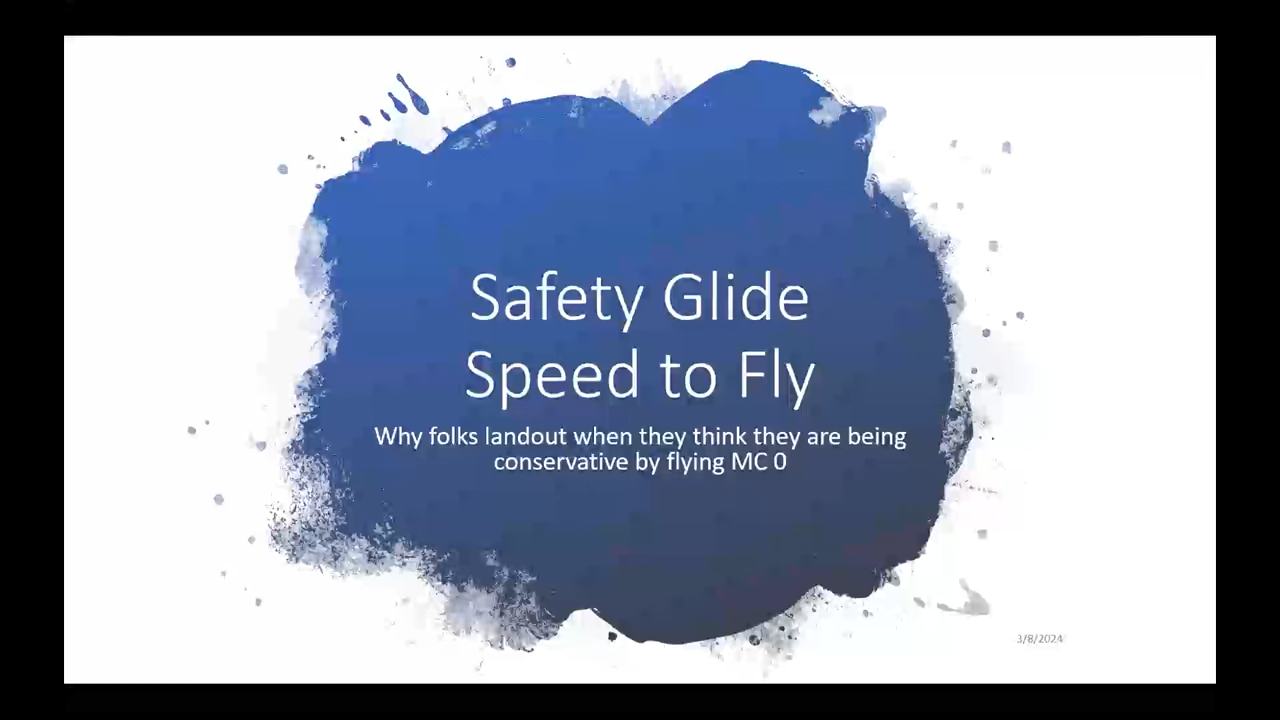 Safety Glide
Speed to Fly
Why folks landout when they think they are being
conservative by flying MC 0
3/8/2024